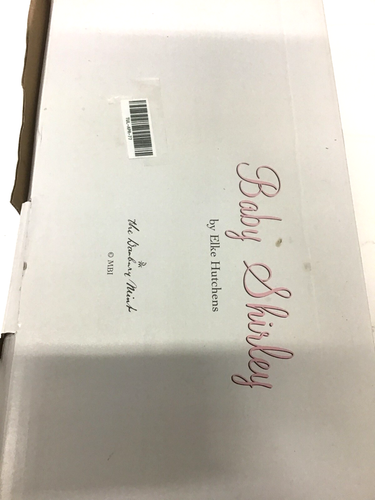 Baby Shirley
by Elke Hutchens
the Danbury Mint
© MBI